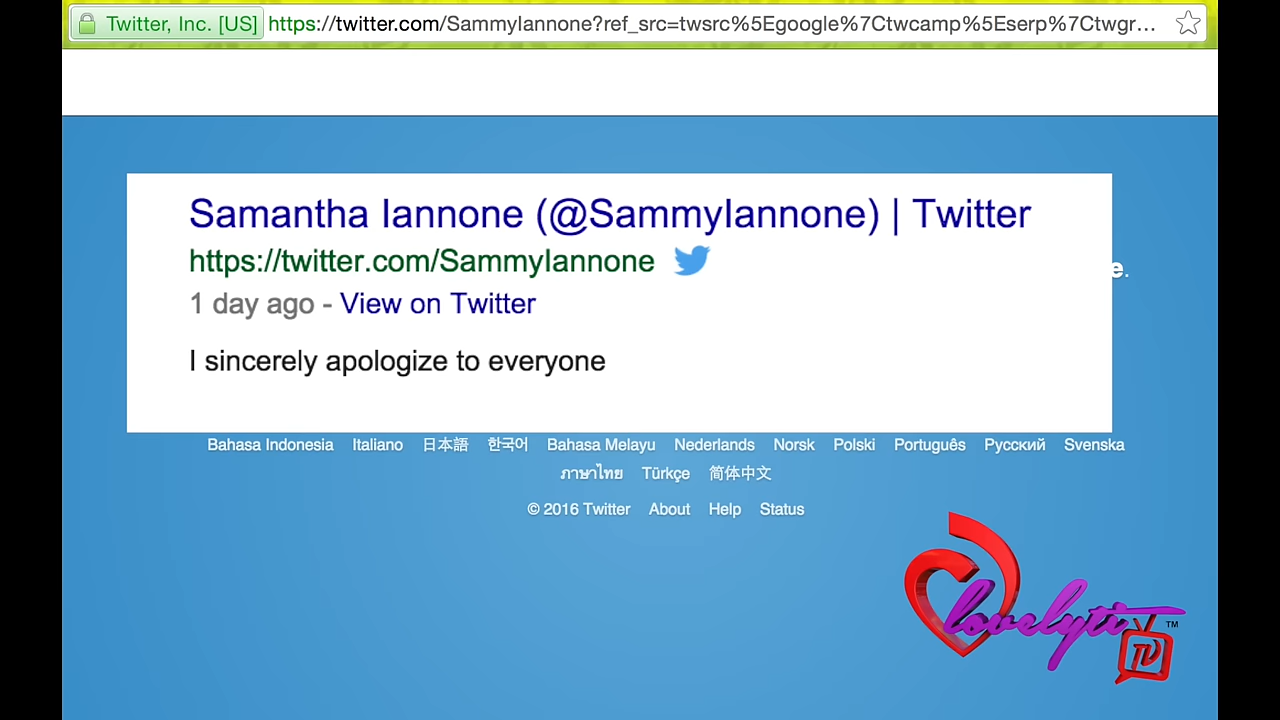 Twitter, Inc. [US] https://twitter.com/SammyIannone?ref_src=twsrc%5Egoogle%7Ctwcamp%5Eserp%7Ctwgr…
Samantha Iannone (@SammyIannone) | Twitter
https://twitter.com/SammyIannone
e.
1 day ago - View on Twitter
I sincerely apologize to everyone
Bahasa Indonesia Italiano 日本語 한국어 Bahasa Melayu Nederlands Norsk Polski Português Русский Svenska
ภาษาไทย Türkçe 简体中文
© 2016 Twitter About Help Status
lovelyti ™
TV